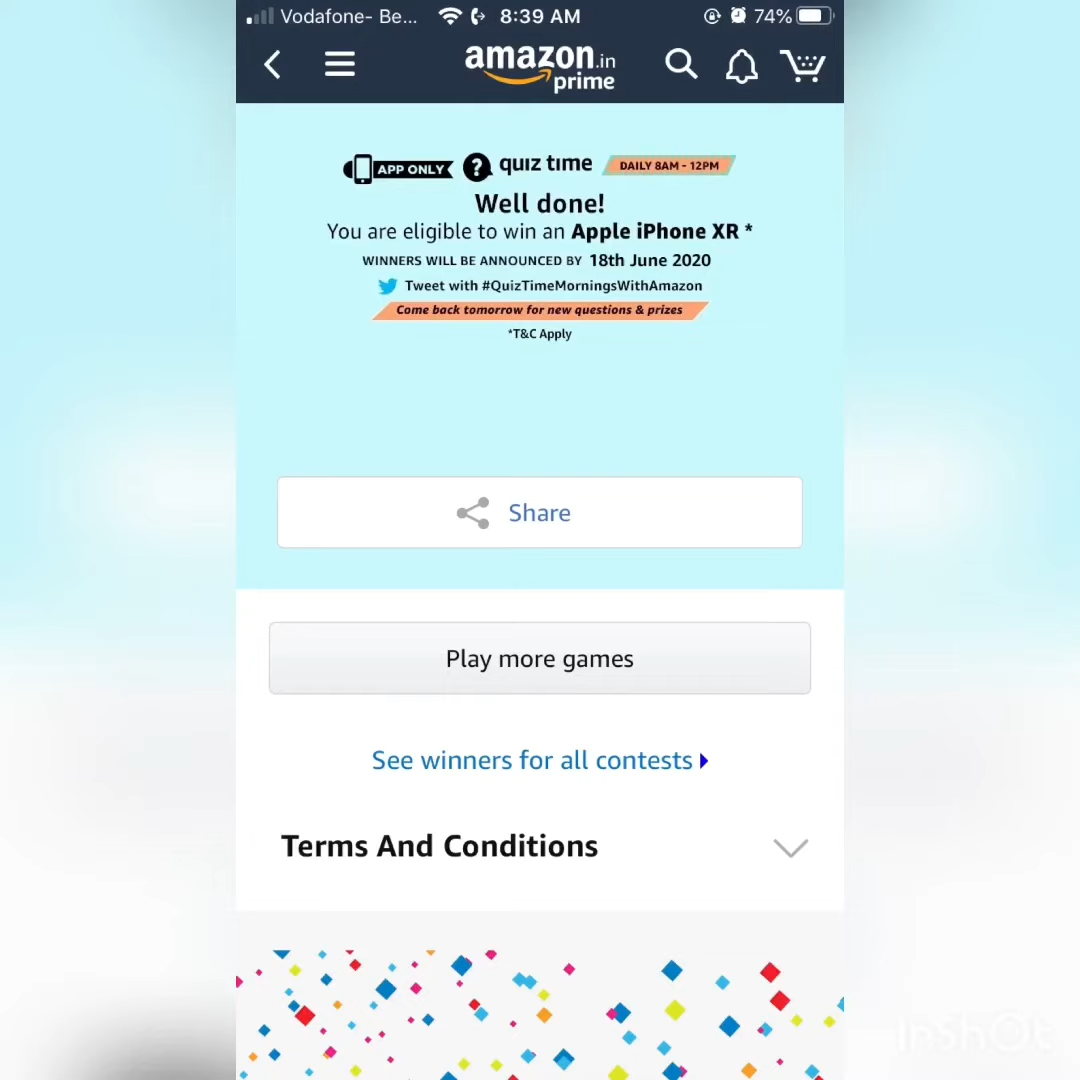 Vodafone- Be... 8:39 AM 74%
amazon.in
prime
APP ONLY ? quiz time DAILY 8AM - 12PM
Well done!
You are eligible to win an Apple iPhone XR *
WINNERS WILL BE ANNOUNCED BY 18th June 2020
Tweet with #QuizTimeMorningsWithAmazon
Come back tomorrow for new questions & prizes
*T&C Apply
Share
Play more games
See winners for all contests
Terms And Conditions
InShOt